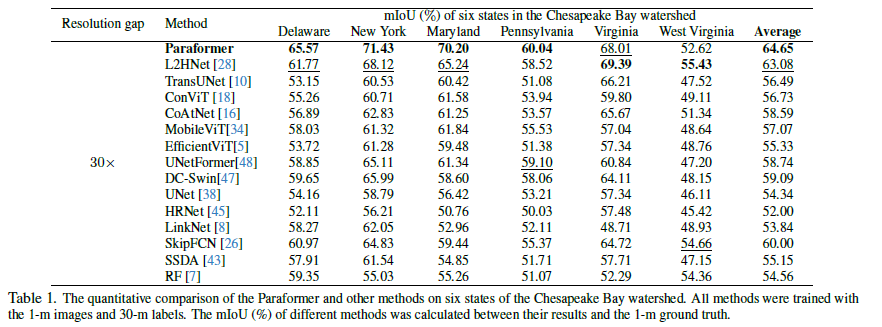 Resolution gap Method mIoU (%) of six states in the Chesapeake Bay watershed
Delaware New York Maryland Pennsylvania Virginia West Virginia Average
Paraformer 65.57 71.43 70.20 60.04 68.01 52.62 64.65
L2HNet [28] 61.77 68.12 65.24 58.52 69.39 55.43 63.08
TransUNet [10] 53.15 60.53 60.42 51.08 66.21 47.52 56.49
ConViT [18] 55.26 60.71 61.58 53.94 59.80 49.11 56.73
CoAtNet [16] 56.89 62.83 61.25 53.57 65.67 51.34 58.59
MobileViT[34] 58.03 61.32 61.84 55.53 57.04 48.64 57.07
EfficientViT[5] 53.72 61.28 59.48 51.38 57.34 48.76 55.33
30× UNetFormer[48] 58.85 65.11 61.34 59.10 60.84 47.20 58.74
DC-Swin[47] 59.65 65.99 58.60 58.06 64.11 48.15 59.09
UNet [38] 54.16 58.79 56.42 53.21 57.34 46.11 54.34
HRNet [45] 52.11 56.21 50.76 50.03 57.48 45.42 52.00
LinkNet [8] 58.27 62.05 52.96 52.11 48.71 48.93 53.84
SkipFCN [26] 60.97 64.83 59.44 55.37 64.72 54.66 60.00
SSDA [43] 57.91 61.54 54.85 51.71 57.71 47.15 55.15
RF [7] 59.35 55.03 55.26 51.07 52.29 54.36 54.56
Table 1. The quantitative comparison of the Paraformer and other methods on six states of the Chesapeake Bay watershed. All methods were trained with
the 1-m images and 30-m labels. The mIoU (%) of different methods was calculated between their results and the 1-m ground truth.